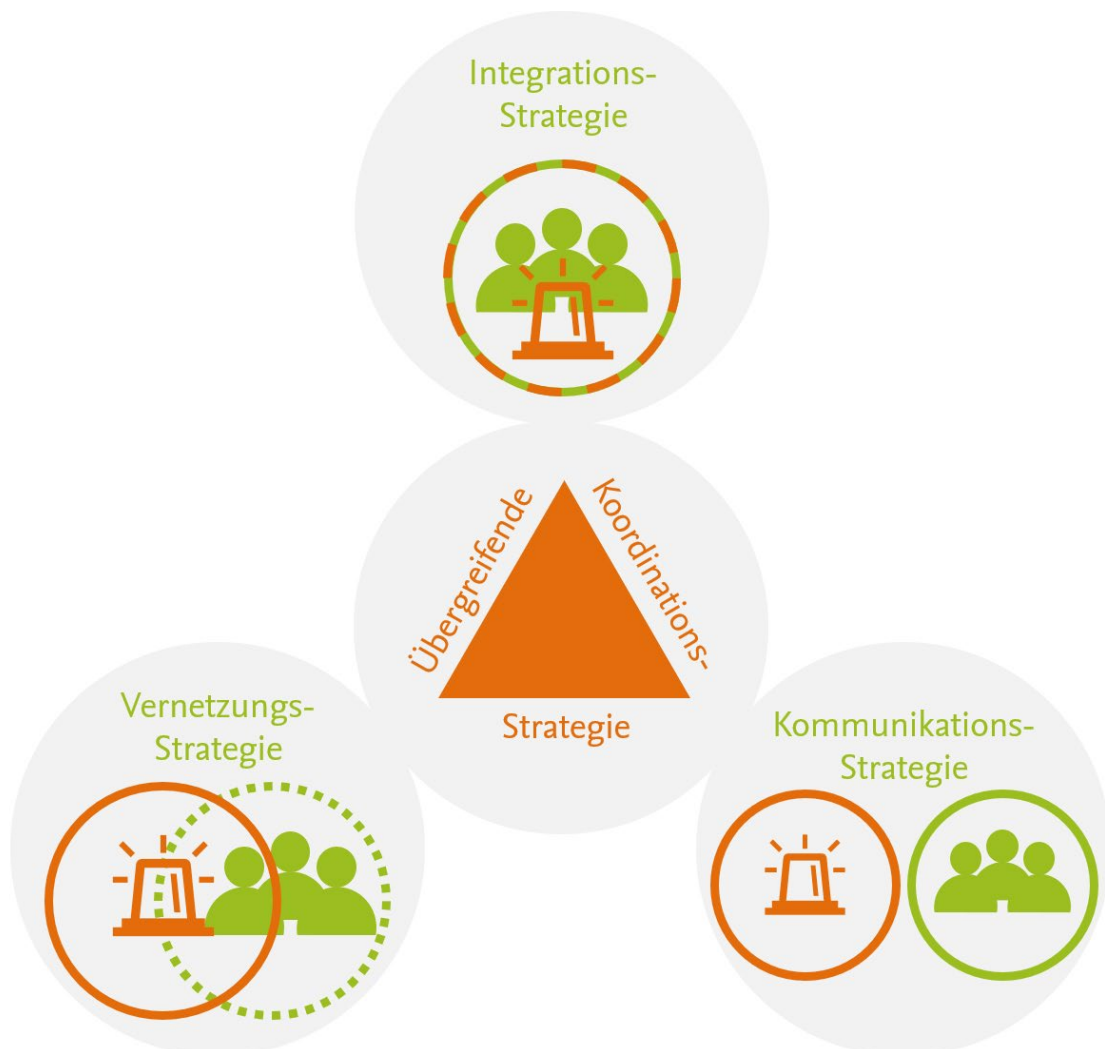 Integrations-
Strategie
Übergreifende
Koordinations-
Strategie
Vernetzungs-
Strategie
Kommunikations-
Strategie